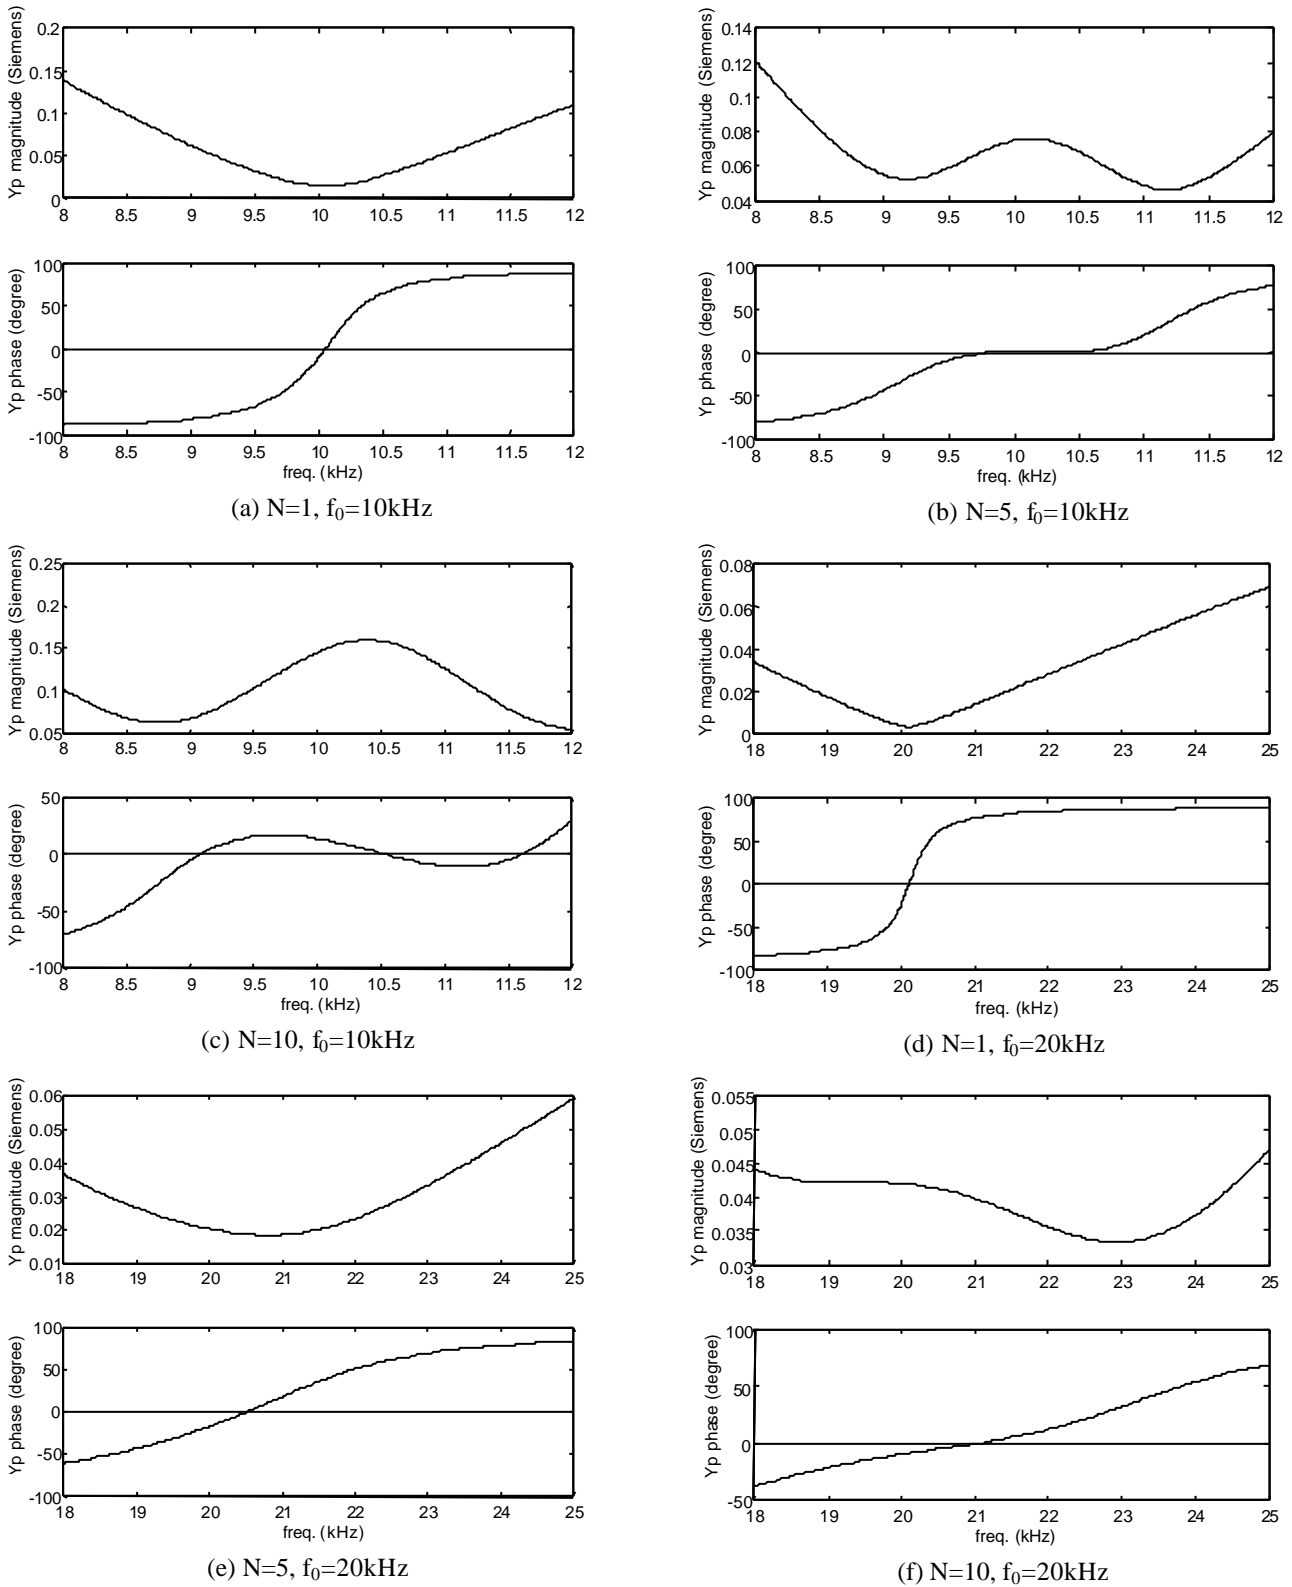 Yp magnitude (Siemens)
0.2
0.15
0.1
0.05
0
8 8.5 9 9.5 10 10.5 11 11.5 12
Yp phase (degree)
100
50
0
-50
-100
8 8.5 9 9.5 10 10.5 11 11.5 12
freq. (kHz)
(a) N=1, f0=10kHz
Yp magnitude (Siemens)
0.14
0.12
0.1
0.08
0.06
0.04
8 8.5 9 9.5 10 10.5 11 11.5 12
Yp phase (degree)
100
50
0
-50
-100
8 8.5 9 9.5 10 10.5 11 11.5 12
freq. (kHz)
(b) N=5, f0=10kHz
Yp magnitude (Siemens)
0.25
0.2
0.15
0.1
0.05
8 8.5 9 9.5 10 10.5 11 11.5 12
Yp phase (degree)
50
0
-50
-100
8 8.5 9 9.5 10 10.5 11 11.5 12
freq. (kHz)
(c) N=10, f0=10kHz
Yp magnitude (Siemens)
0.08
0.06
0.04
0.02
0
18 19 20 21 22 23 24 25
Yp phase (degree)
100
50
0
-50
-100
18 19 20 21 22 23 24 25
freq. (kHz)
(d) N=1, f0=20kHz
Yp magnitude (Siemens)
0.06
0.05
0.04
0.03
0.02
0.01
18 19 20 21 22 23 24 25
Yp phase (degree)
100
50
0
-50
-100
18 19 20 21 22 23 24 25
freq. (kHz)
(e) N=5, f0=20kHz
Yp magnitude (Siemens)
0.055
0.05
0.045
0.04
0.035
0.03
18 19 20 21 22 23 24 25
Yp phase (degree)
100
50
0
-50
18 19 20 21 22 23 24 25
freq. (kHz)
(f) N=10, f0=20kHz